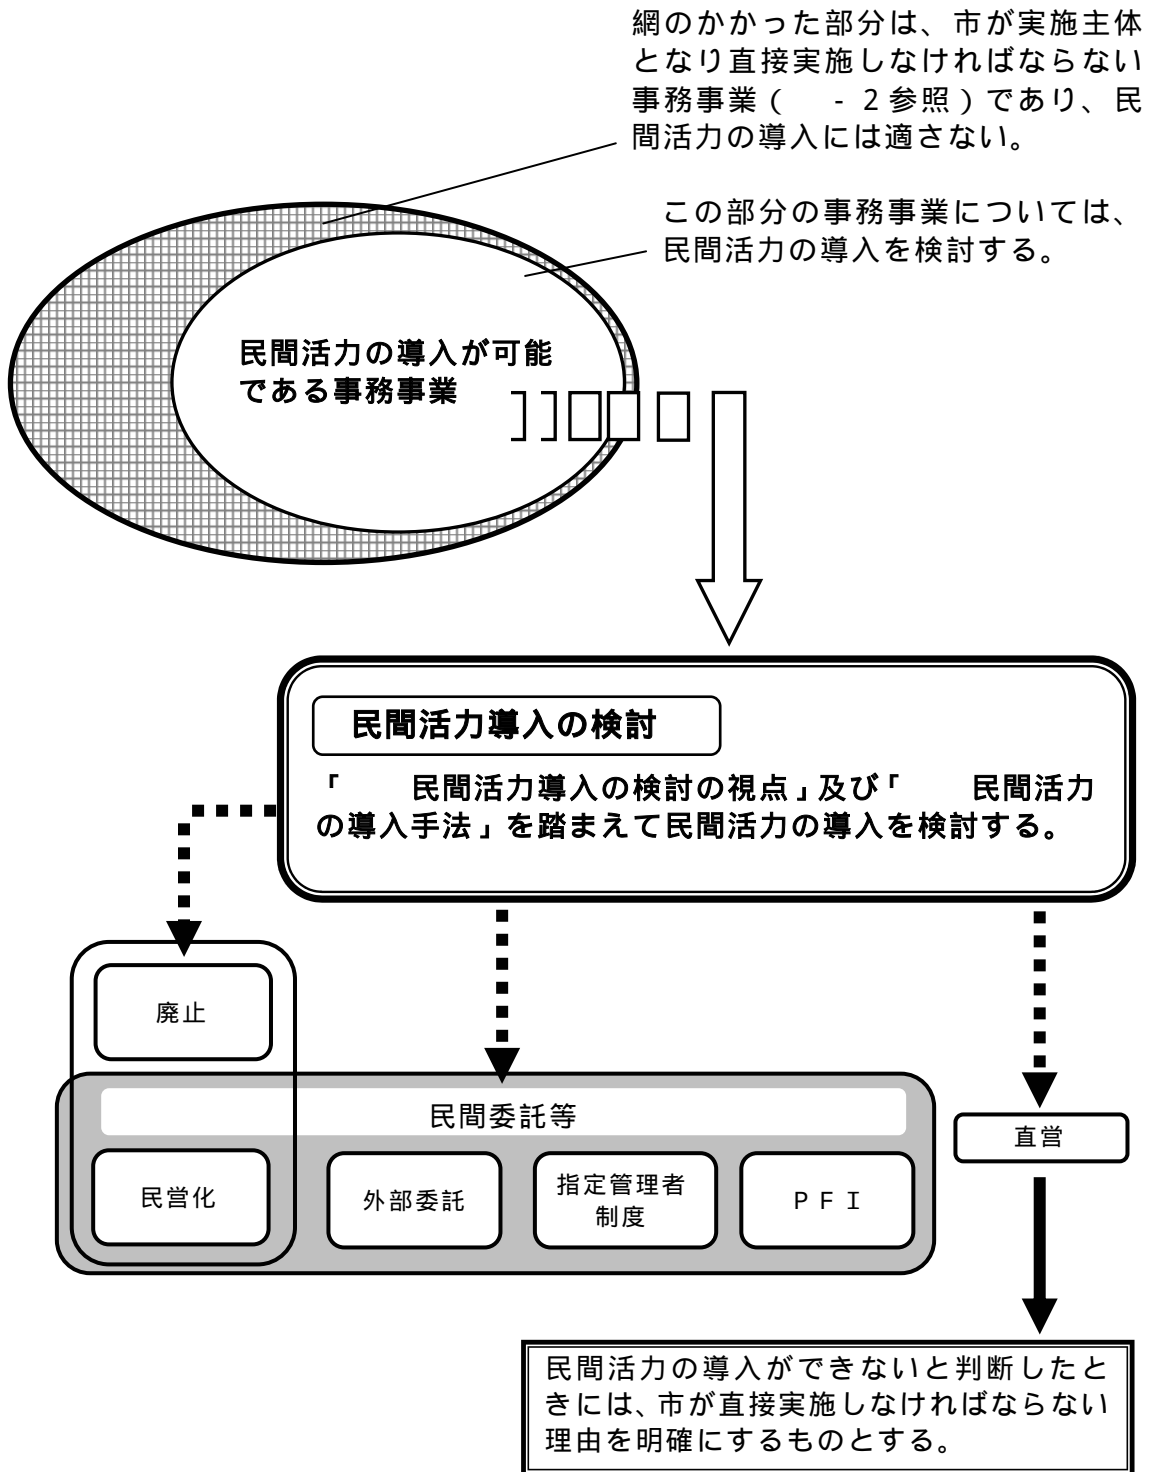 網のかかった部分は、市が実施主体
となり直接実施しなければならない
事務事業(　 - 2参照)であり、民
間活力の導入には適さない。
この部分の事務事業については、
民間活力の導入を検討する。
民間活力の導入が可能
である事務事業
民間活力導入の検討
「　　民間活力導入の検討の視点」及び「　　民間活力
の導入手法」を踏まえて民間活力の導入を検討する。
廃止
民間委託等
直営
民営化
外部委託
指定管理者
制度
PFI
民間活力の導入ができないと判断したと
きには、市が直接実施しなければならない
理由を明確にするものとする。